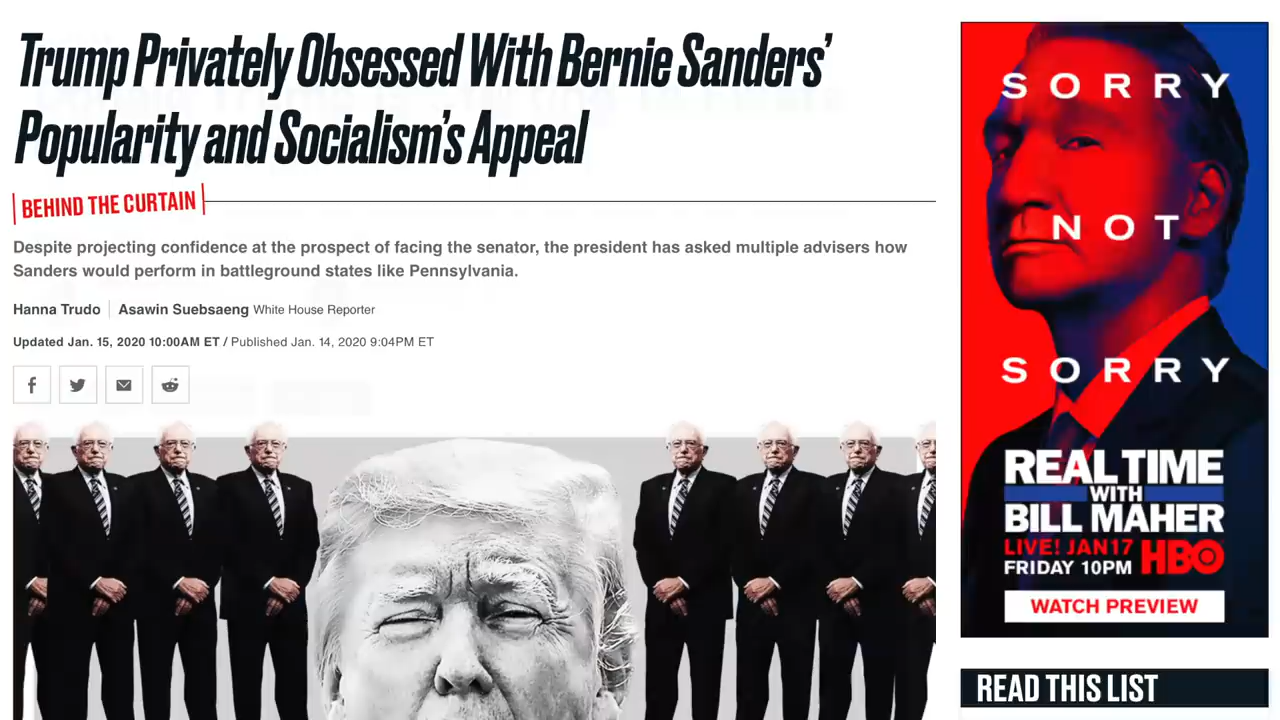 Trump Privately Obsessed With Bernie Sanders'
Popularity and Socialism's Appeal
BEHIND THE CURTAIN
Despite projecting confidence at the prospect of facing the senator, the president has asked multiple advisers how
Sanders would perform in battleground states like Pennsylvania.
Hanna Trudo | Asawin Suebsaeng White House Reporter
Updated Jan. 15, 2020 10:00AM ET / Published Jan. 14, 2020 9:04PM ET
SORRY
NOT
SORRY
REAL TIME
WITH
BILL MAHER
LIVE! JAN 17
FRIDAY 10PM
HBO
WATCH PREVIEW
READ THIS LIST